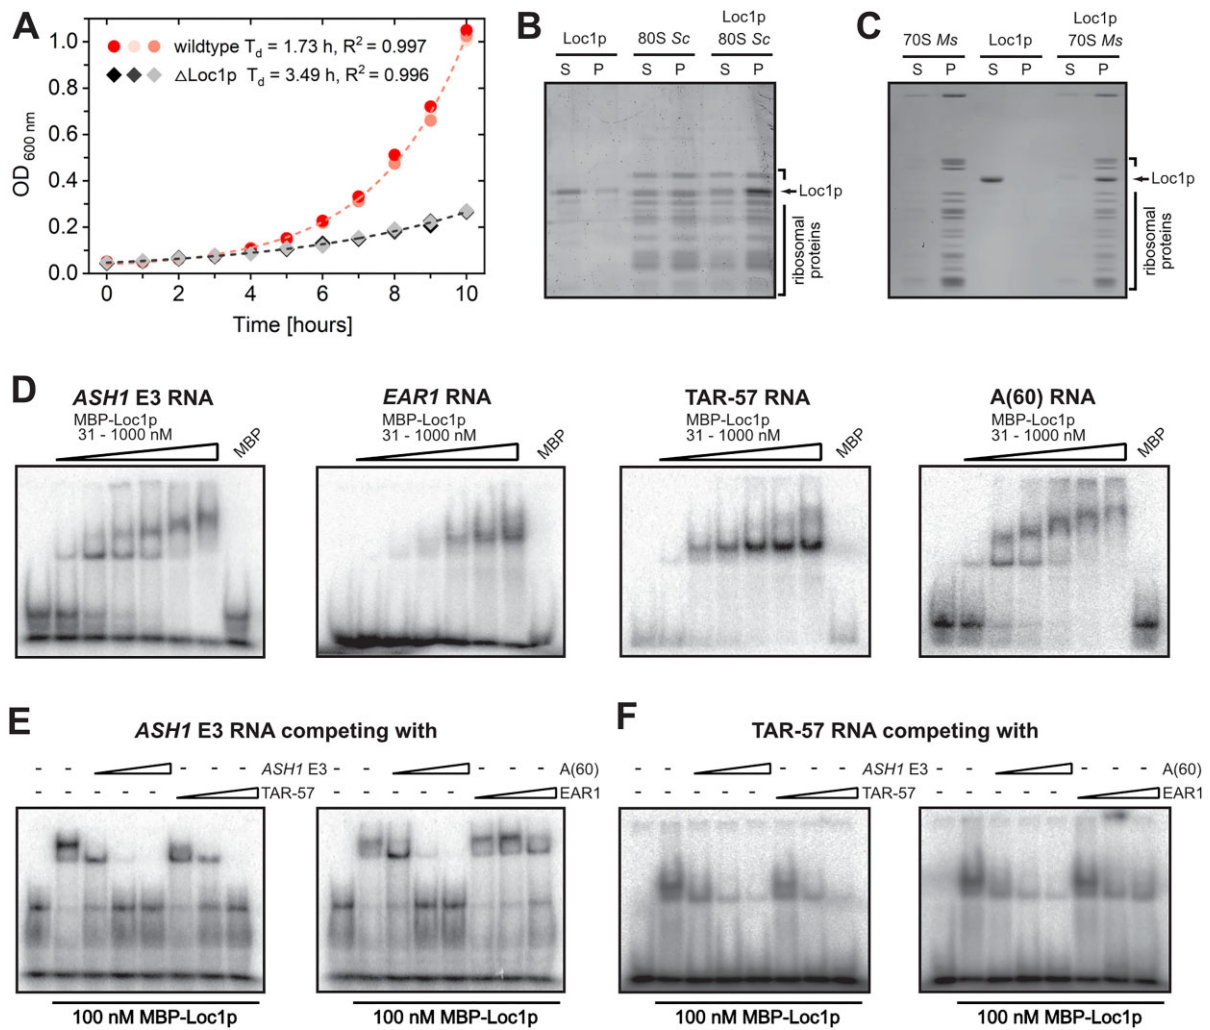 A
1.0
0.8
0.6
0.4
0.2
0.0
OD 600 nm
wildtype Td = 1.73 h, R2 = 0.997
△Loc1p Td = 3.49 h, R2 = 0.996
0 2 4 6 8 10
Time [hours]
B
Loc1p
Loc1p 80S Sc 80S Sc
S P S P S P
Loc1p
ribosomal
proteins
C
Loc1p
70S Ms Loc1p 70S Ms
S P S P S P
Loc1p
ribosomal
proteins
D
ASH1 E3 RNA
MBP-Loc1p
31 - 1000 nM
MBP
EAR1 RNA
MBP-Loc1p
31 - 1000 nM
MBP
TAR-57 RNA
MBP-Loc1p
31 - 1000 nM
MBP
A(60) RNA
MBP-Loc1p
31 - 1000 nM
MBP
E
ASH1 E3 RNA competing with
- - - - - ASH1 E3 - - - - - A(60)
- - - - - TAR-57 - - - - - EAR1
100 nM MBP-Loc1p
100 nM MBP-Loc1p
F
TAR-57 RNA competing with
- - - - - ASH1 E3 - - - - - A(60)
- - - - - TAR-57 - - - - - EAR1
100 nM MBP-Loc1p
100 nM MBP-Loc1p